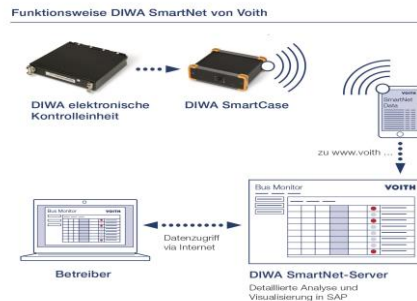 Funktionsweise DIWA SmartNet von Voith
DIWA elektronische
Kontrolleinheit
DIWA SmartCase
VOITH
SmartNet
Data
zu www.voith ...
Bus Monitor
VOITH
Bus Monitor
VOITH
Datenzugriff
via Internet
Betreiber
DIWA SmartNet-Server
Detaillierte Analyse und
Visualisierung in SAP